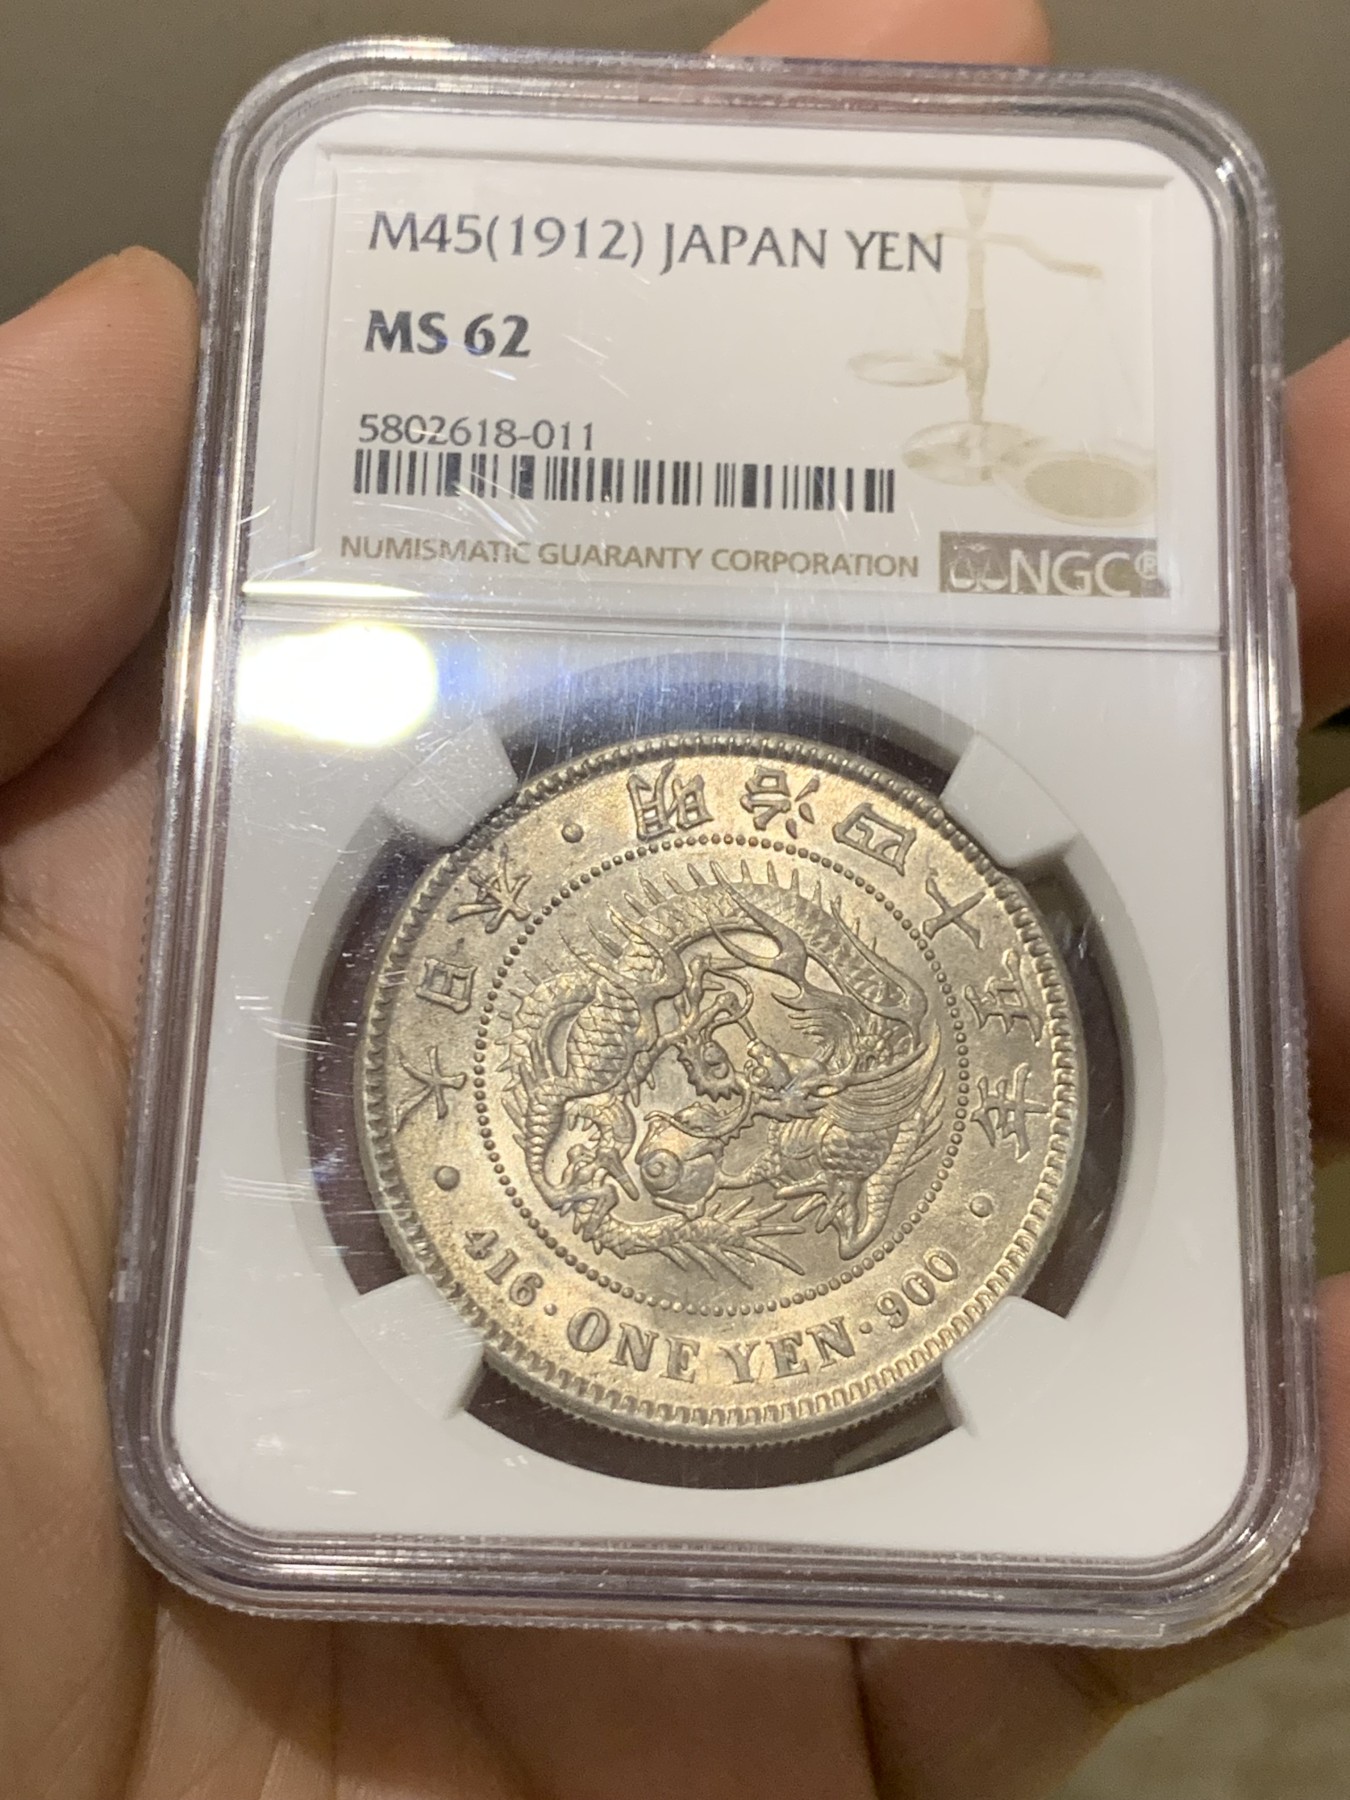 M45(1912) JAPAN YEN
MS 62
5802618-011
NUMISMATIC GUARANTY CORPORATION
NGC®
大日本・明治四十五年・
416・ONE YEN・900